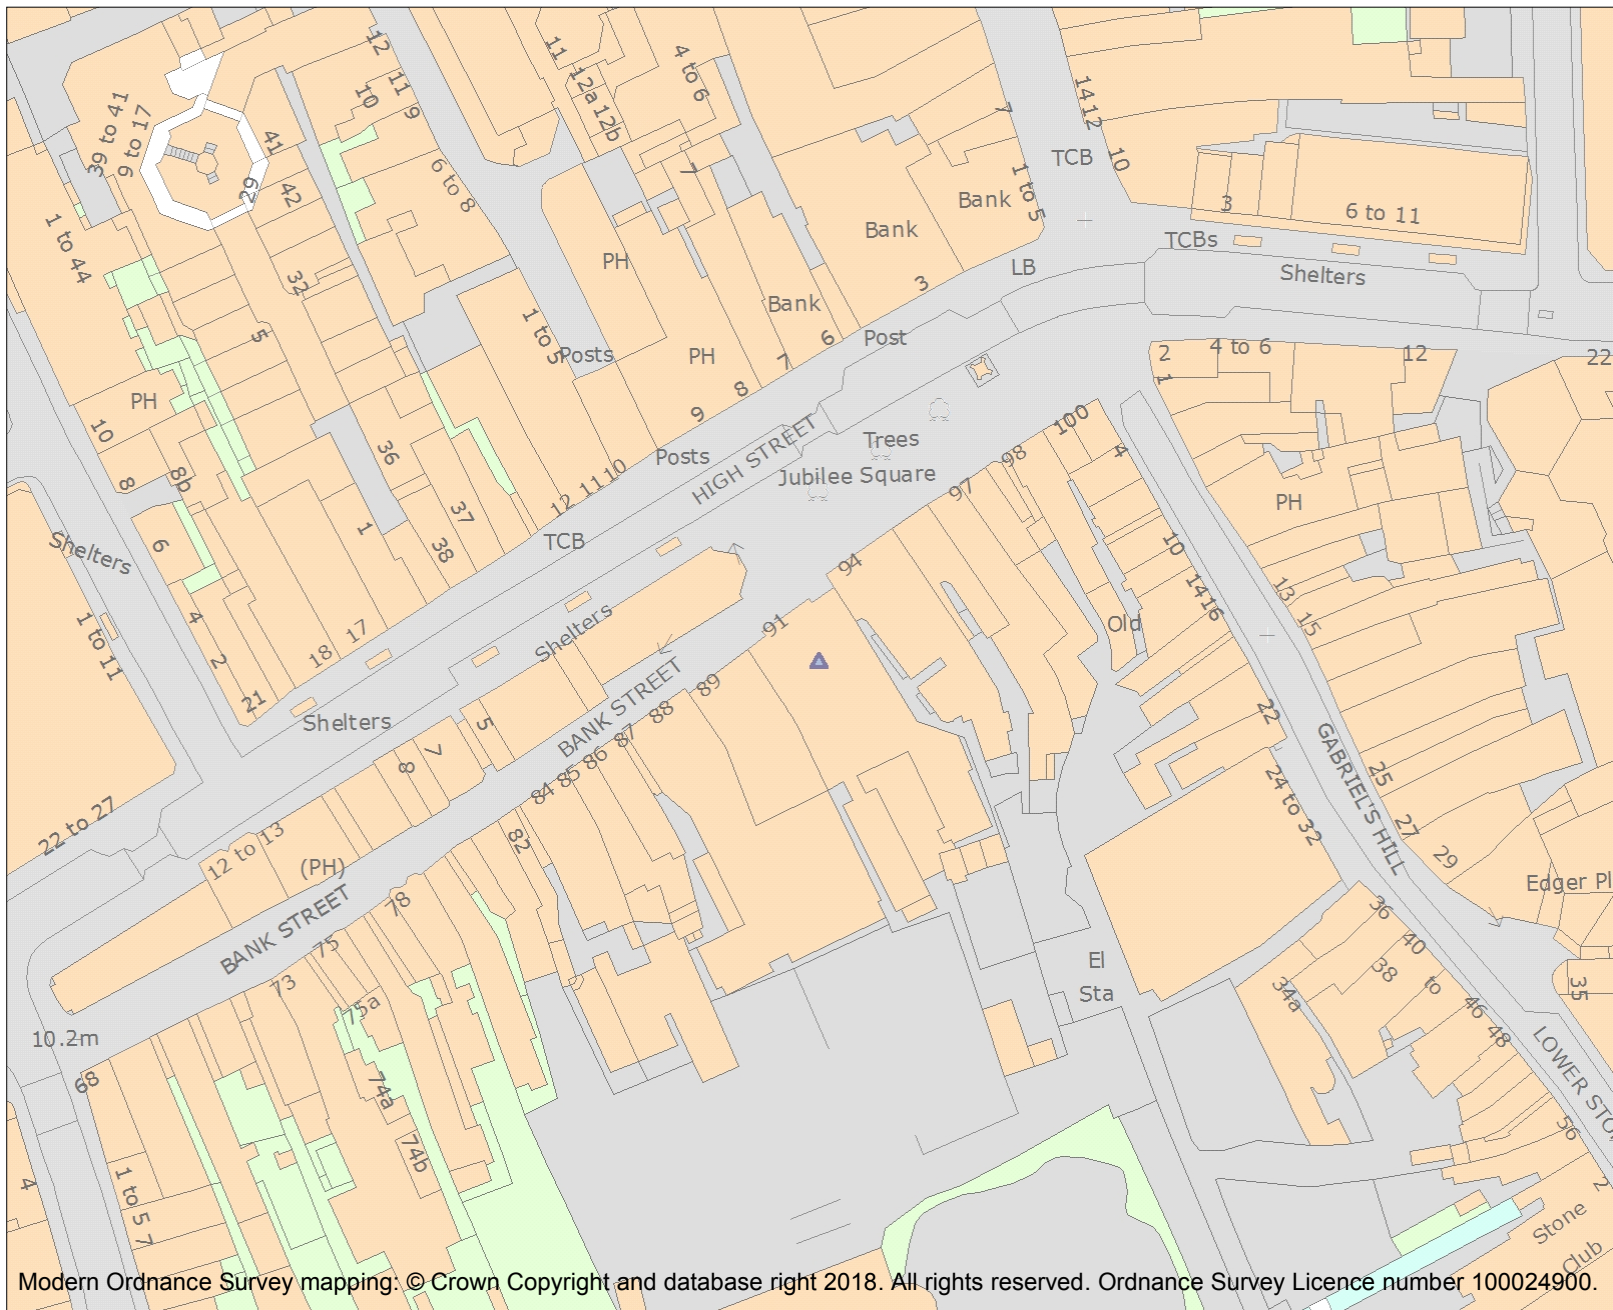 12
11
10
9
11
12a
12b
4 to 6
7
14
12
TCB
10
39 to 41
9 to 17
41
29
42
6 to 8
7
1 to 5
Bank
Bank
3
6 to 11
TCBs
1 to 44
PH
LB
Shelters
32
3
Bank
5
1 to 5
Posts
PH
7
6
Post
2
1
4 to 6
12
22
PH
8
9
HIGH STREET
Trees
Jubilee Square
100
98
4
10
8
8b
36
Posts
97
PH
37
12
11
10
1
38
TCB
Shelters
6
94
10
14
16
13
15
Old
1 to 11
4
2
18
17
Shelters
91
21
Shelters
BANK STREET
89
88
87
86
85
84
5
7
8
22
GABRIEL'S HILL
25
24 to 32
27
29
22 to 27
12 to 13
(PH)
82
Edger Pl
BANK STREET
78
75
73
75a
36
40
to
46
48
38
34a
35
El
Sta
10.2m
68
74a
74b
LOWER STO
56
4
1 to 5
7
2
Stone
Club
Modern Ordnance Survey mapping: © Crown Copyright and database right 2018. All rights reserved. Ordnance Survey Licence number 100024900.